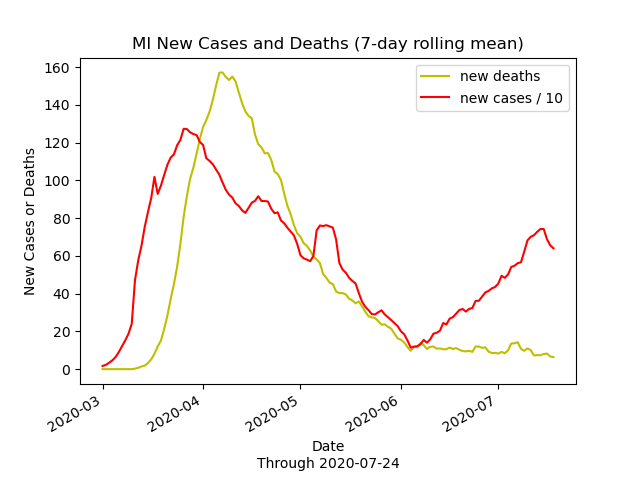 MI New Cases and Deaths (7-day rolling mean)
new deaths
new cases / 10
160
140
120
100
80
60
40
20
0
New Cases or Deaths
2020-03
2020-04
2020-05
2020-06
2020-07
Date
Through 2020-07-24